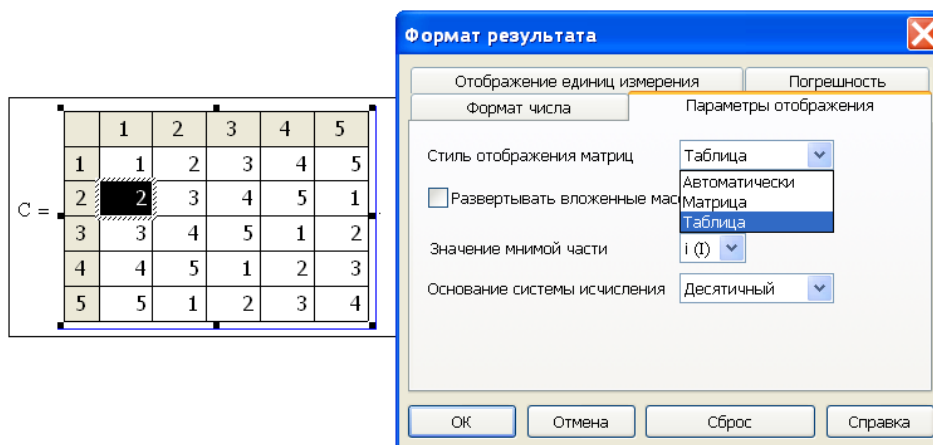 Формат результата
Отображение единиц измерения
Погрешность
Формат числа
Параметры отображения
Стиль отображения матриц
Таблица
Автоматически
Матрица
Таблица
Развертывать вложенные мас
Значение мнимой части
i (I)
Основание системы исчисления
Десятичный
ОК
Отмена
Сброс
Справка
C =
1 2 3 4 5
1 1 2 3 4 5
2 2 3 4 5 1
3 3 4 5 1 2
4 4 5 1 2 3
5 5 1 2 3 4